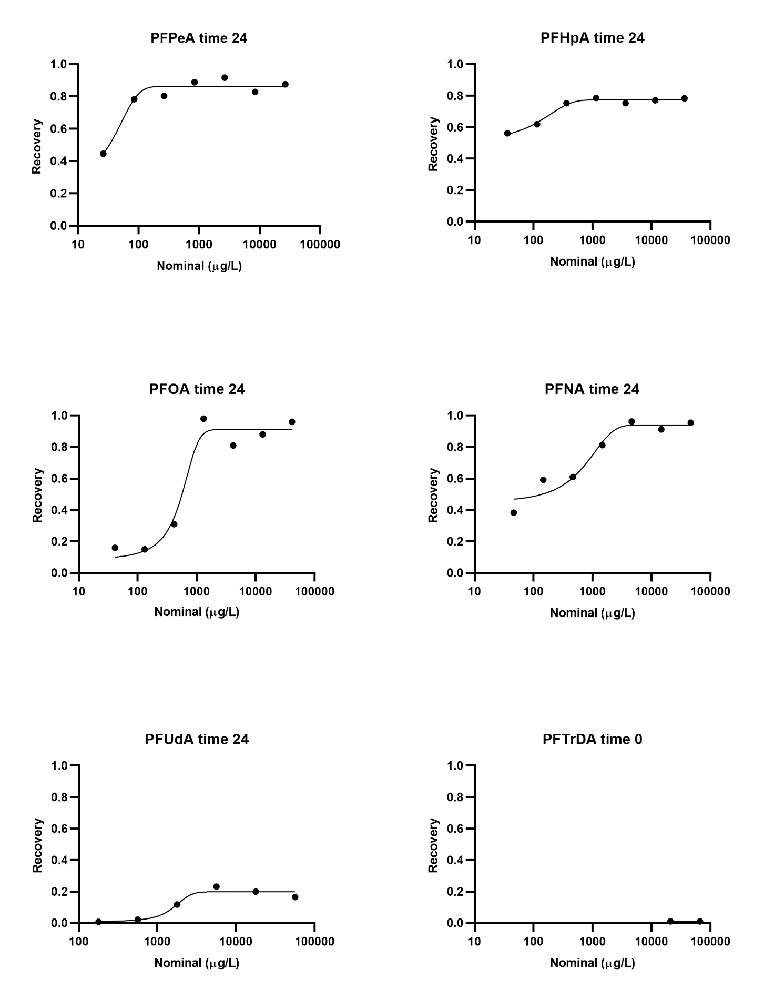 PFPeA time 24
1.0
0.8
0.6
0.4
0.2
0.0
Recovery
10 100 1000 10000 100000
Nominal (μg/L)
PFHpA time 24
1.0
0.8
0.6
0.4
0.2
0.0
Recovery
10 100 1000 10000 100000
Nominal (μg/L)
PFOA time 24
1.0
0.8
0.6
0.4
0.2
0.0
Recovery
10 100 1000 10000 100000
Nominal (μg/L)
PFNA time 24
1.0
0.8
0.6
0.4
0.2
0.0
Recovery
10 100 1000 10000 100000
Nominal (μg/L)
PFUdA time 24
1.0
0.8
0.6
0.4
0.2
0.0
Recovery
100 1000 10000 100000
Nominal (μg/L)
PFTrDA time 0
1.0
0.8
0.6
0.4
0.2
0.0
Recovery
10 100 1000 10000 100000
Nominal (μg/L)